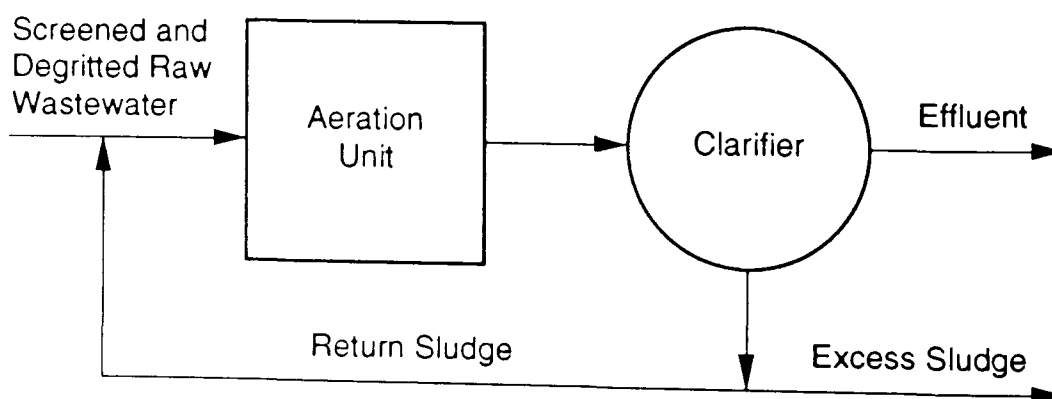 Screened and
Degritted Raw
Wastewater
Aeration
Unit
Clarifier
Effluent
Return Sludge
Excess Sludge